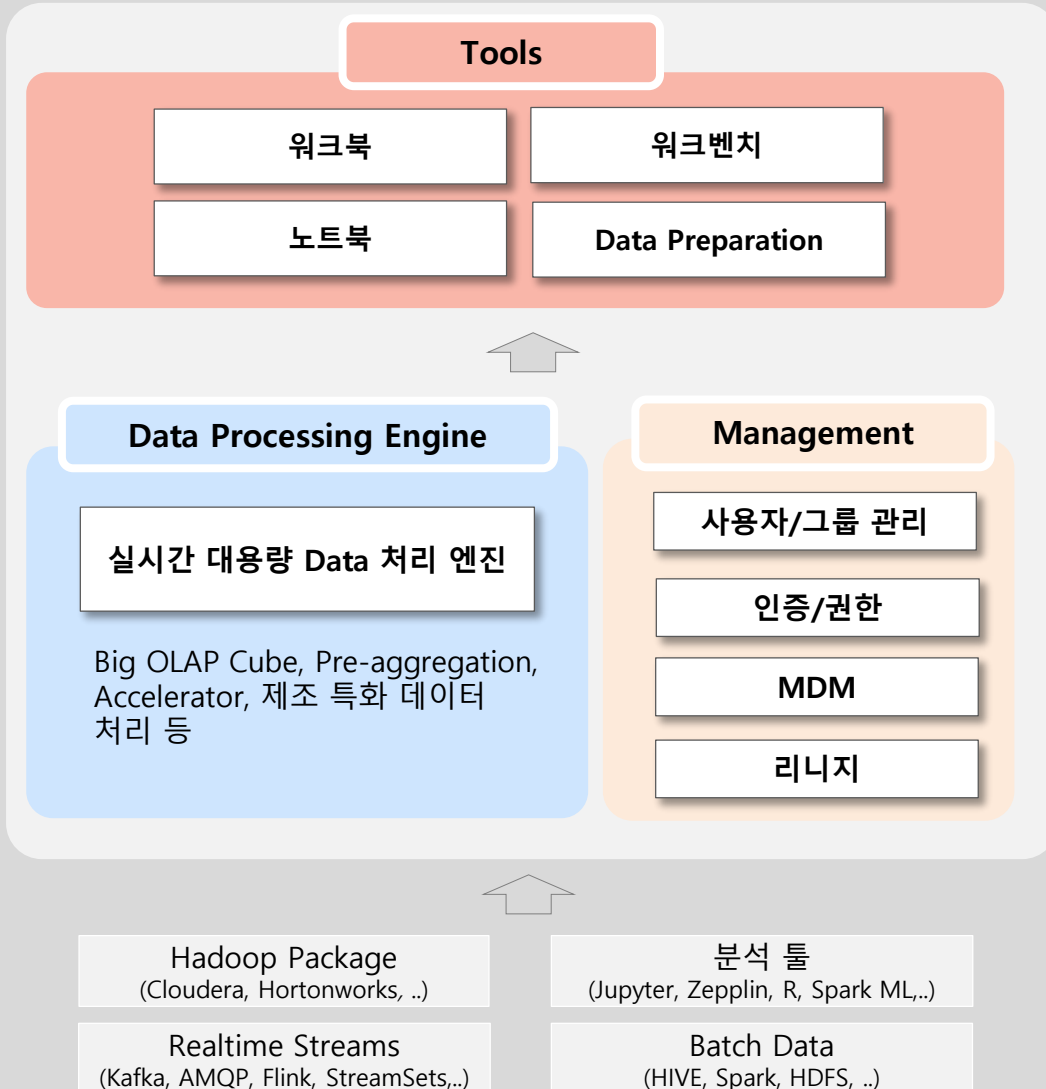 Tools
워크북
워크벤치
노트북
Data Preparation
Data Processing Engine
실시간 대용량 Data 처리 엔진
Big OLAP Cube, Pre-aggregation,
Accelerator, 제조 특화 데이터
처리 등
Management
사용자/그룹 관리
인증/권한
MDM
리니지
Hadoop Package
(Cloudera, Hortonworks, ..)
분석 툴
(Jupyter, Zepplin, R, Spark ML,..)
Realtime Streams
(Kafka, AMQP, Flink, StreamSets,..)
Batch Data
(HIVE, Spark, HDFS, ..)